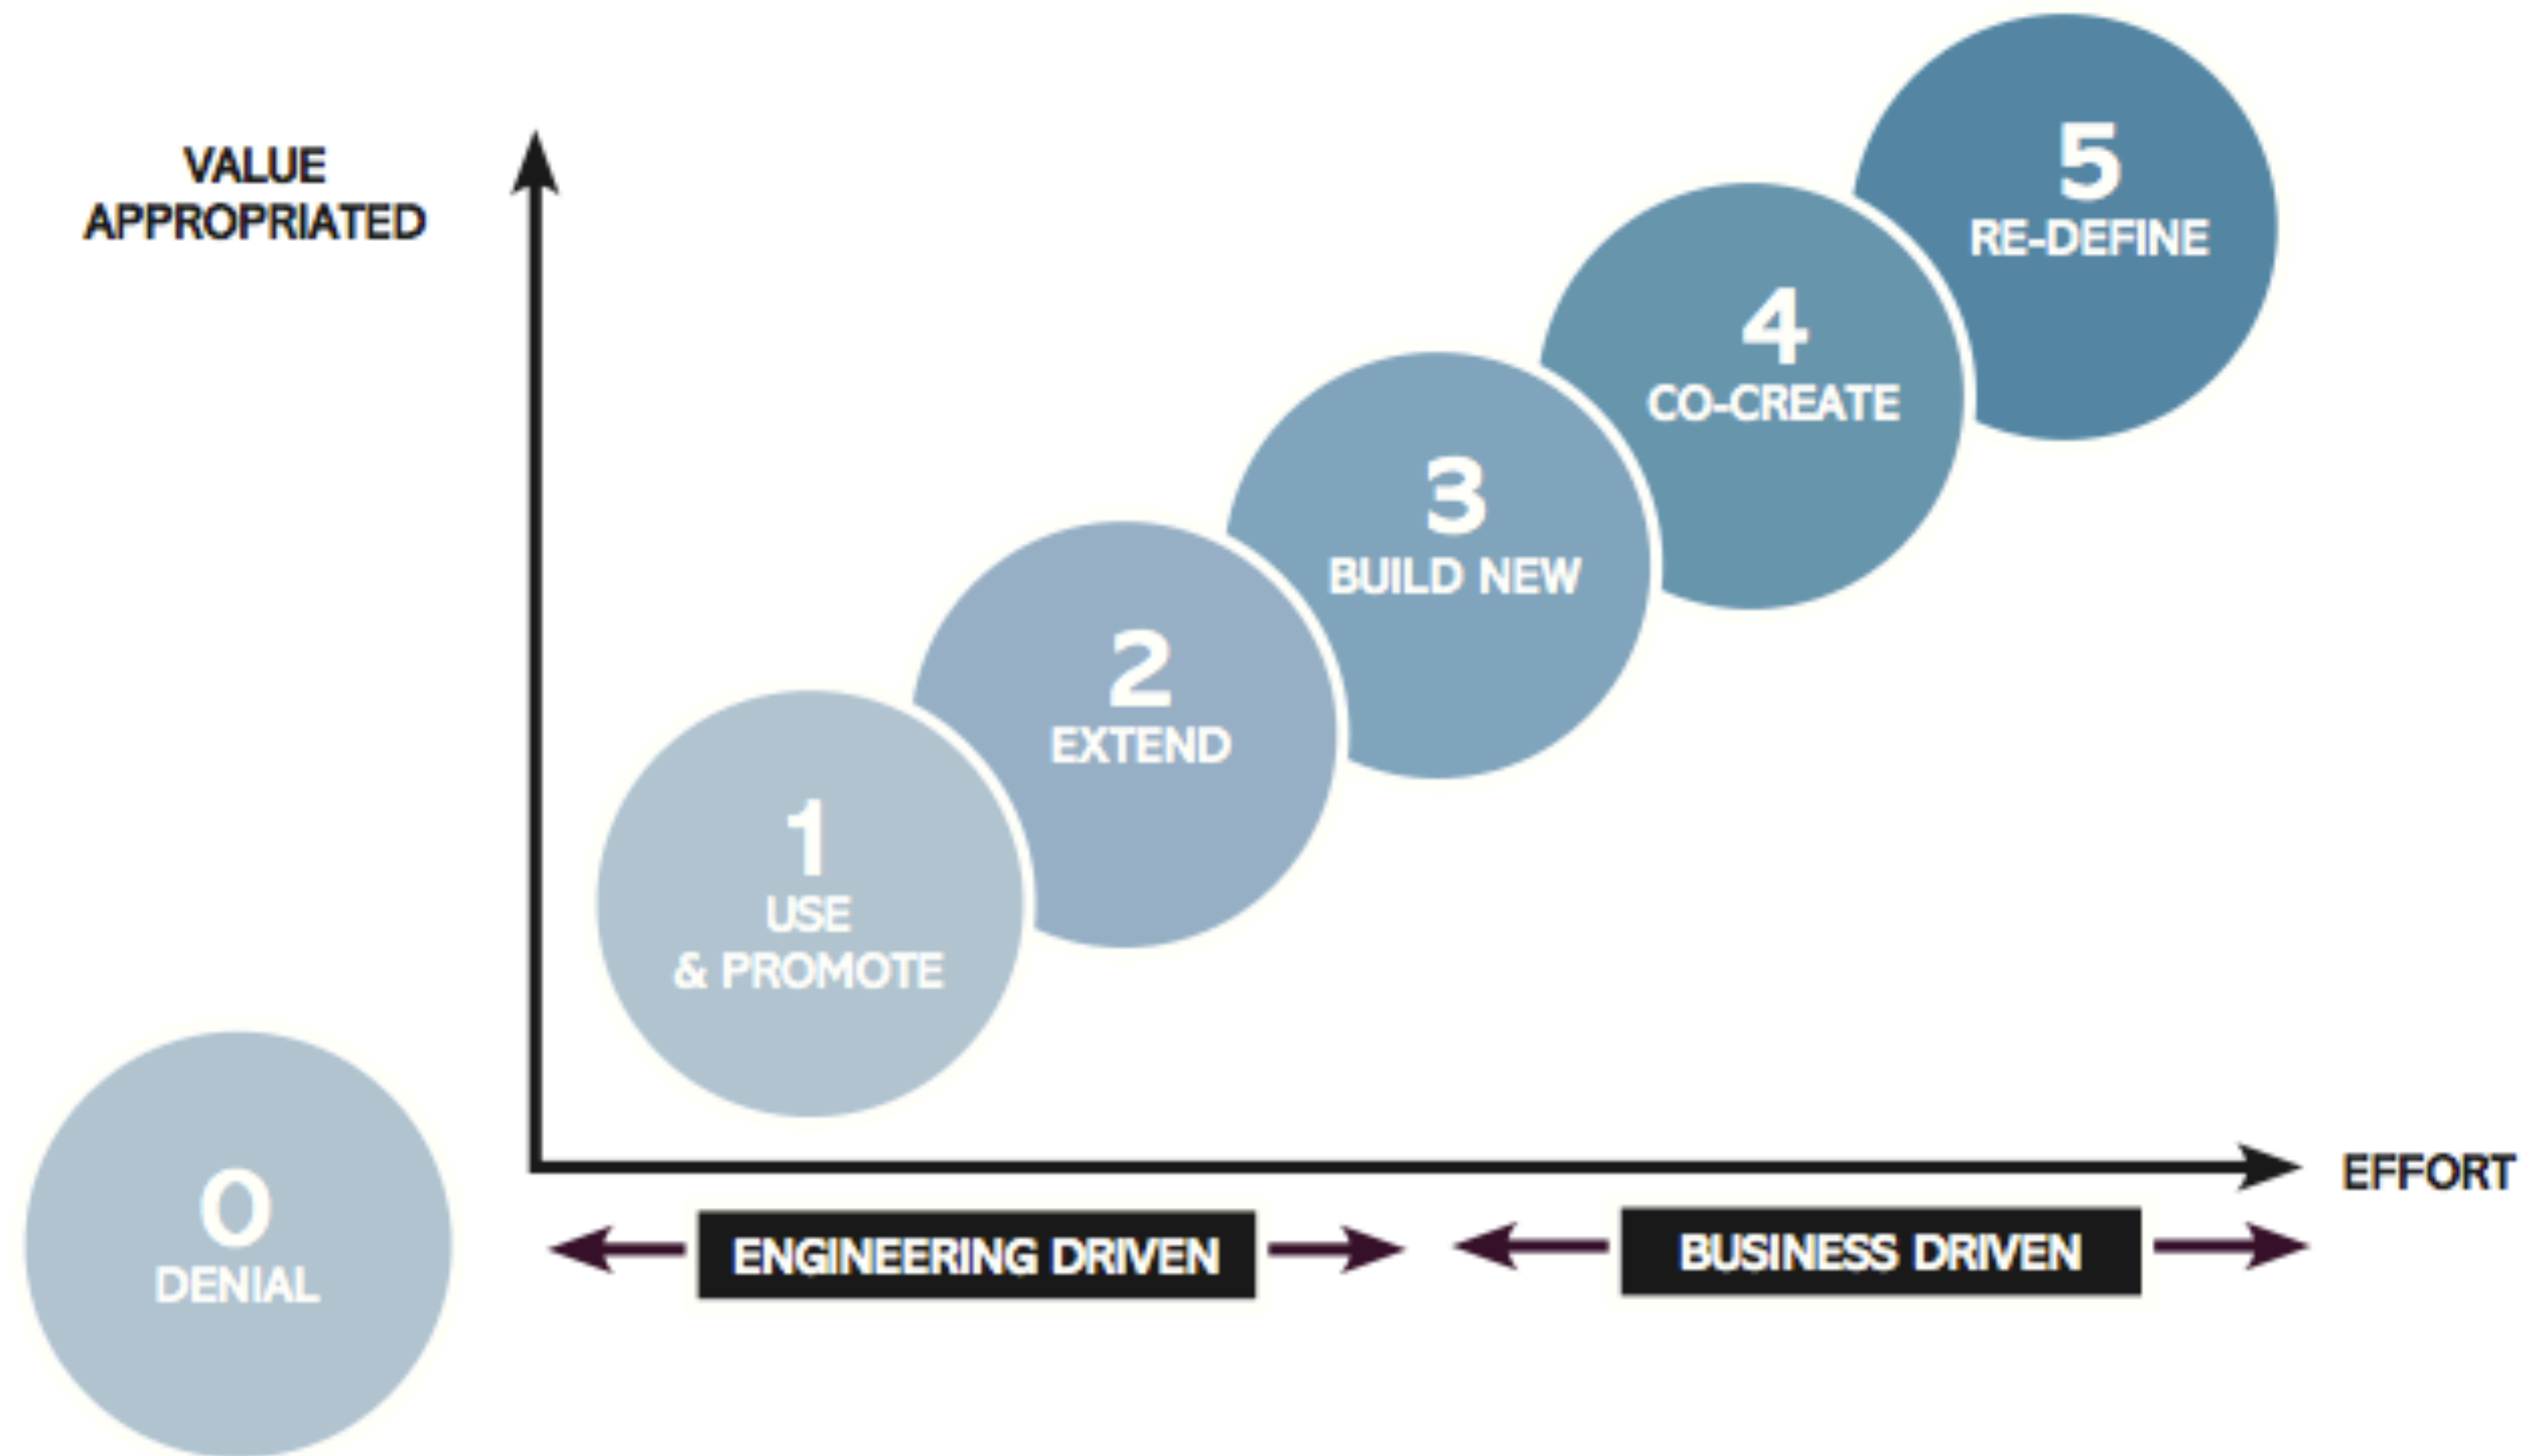 VALUE
APPROPRIATED
5
RE-DEFINE
4
CO-CREATE
3
BUILD NEW
2
EXTEND
1
USE
& PROMOTE
0
DENIAL
EFFORT
ENGINEERING DRIVEN
BUSINESS DRIVEN